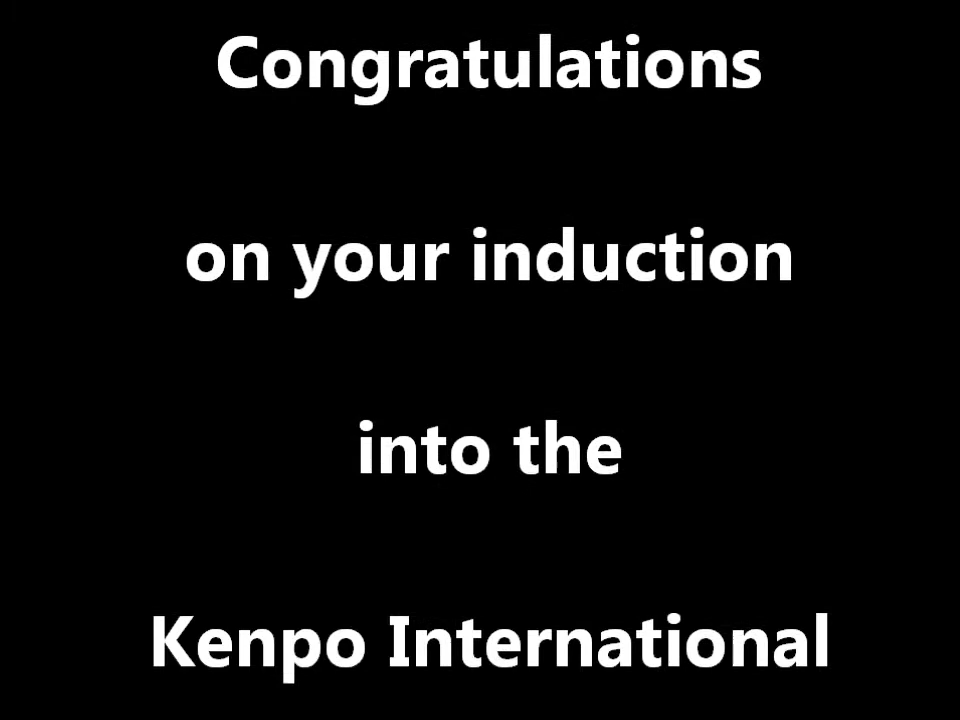 Congratulations
on your induction
into the
Kenpo International